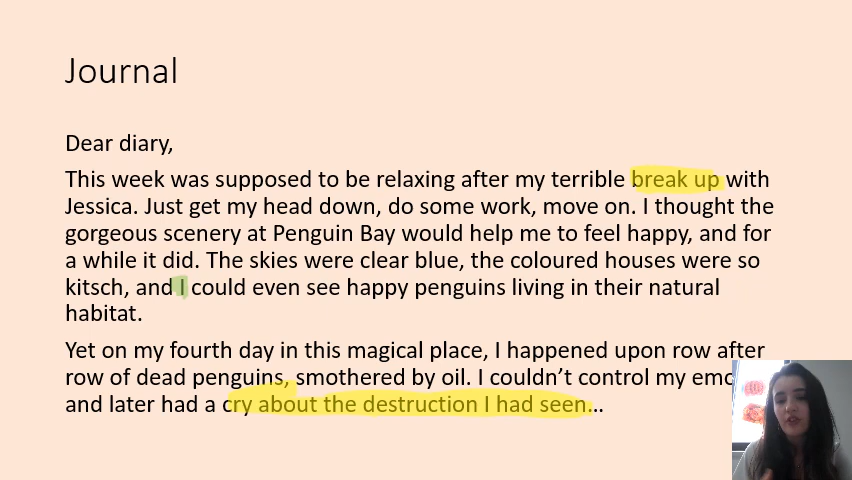 Journal
Dear diary,
This week was supposed to be relaxing after my terrible break up with
Jessica. Just get my head down, do some work, move on. I thought the
gorgeous scenery at Penguin Bay would help me to feel happy, and for
a while it did. The skies were clear blue, the coloured houses were so
kitsch, and I could even see happy penguins living in their natural
habitat.
Yet on my fourth day in this magical place, I happened upon row after
row of dead penguins, smothered by oil. I couldn’t control my
and later had a cry about the destruction I had seen…